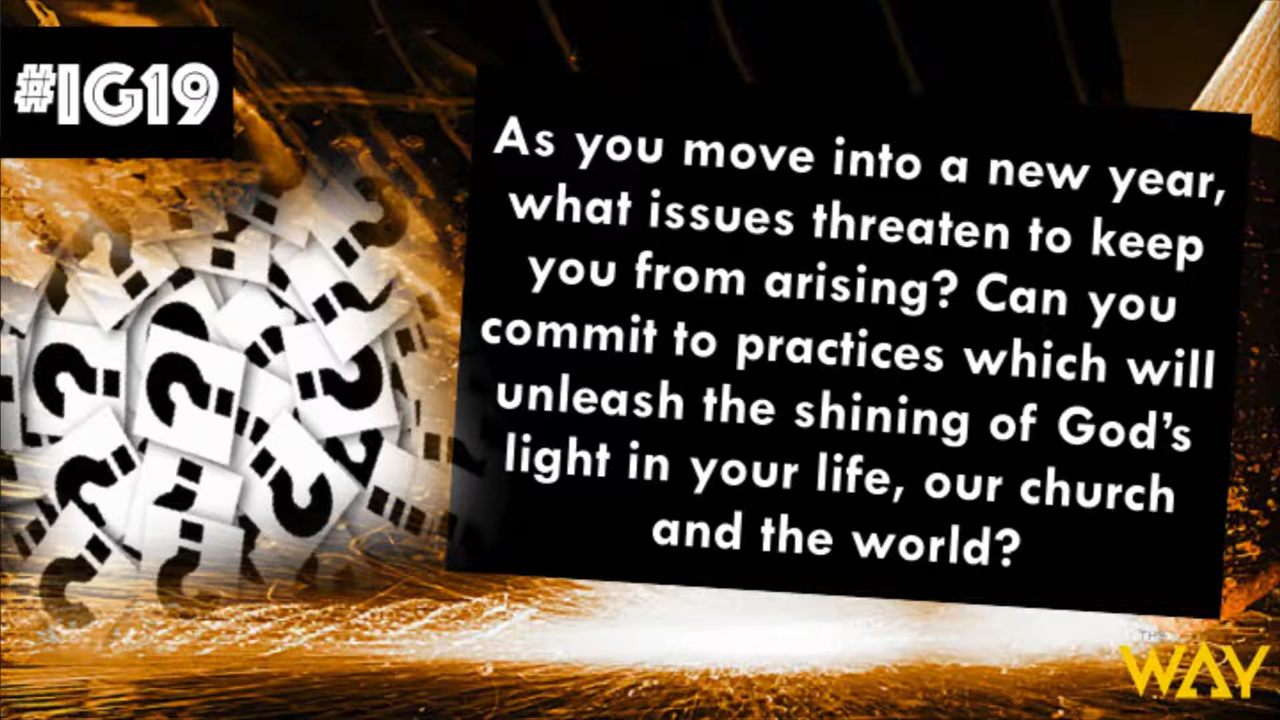 #IG19
As you move into a new year,
what issues threaten to keep
you from arising? Can you
commit to practices which will
unleash the shining of God's
light in your life, our church
and the world?
THE
WAY